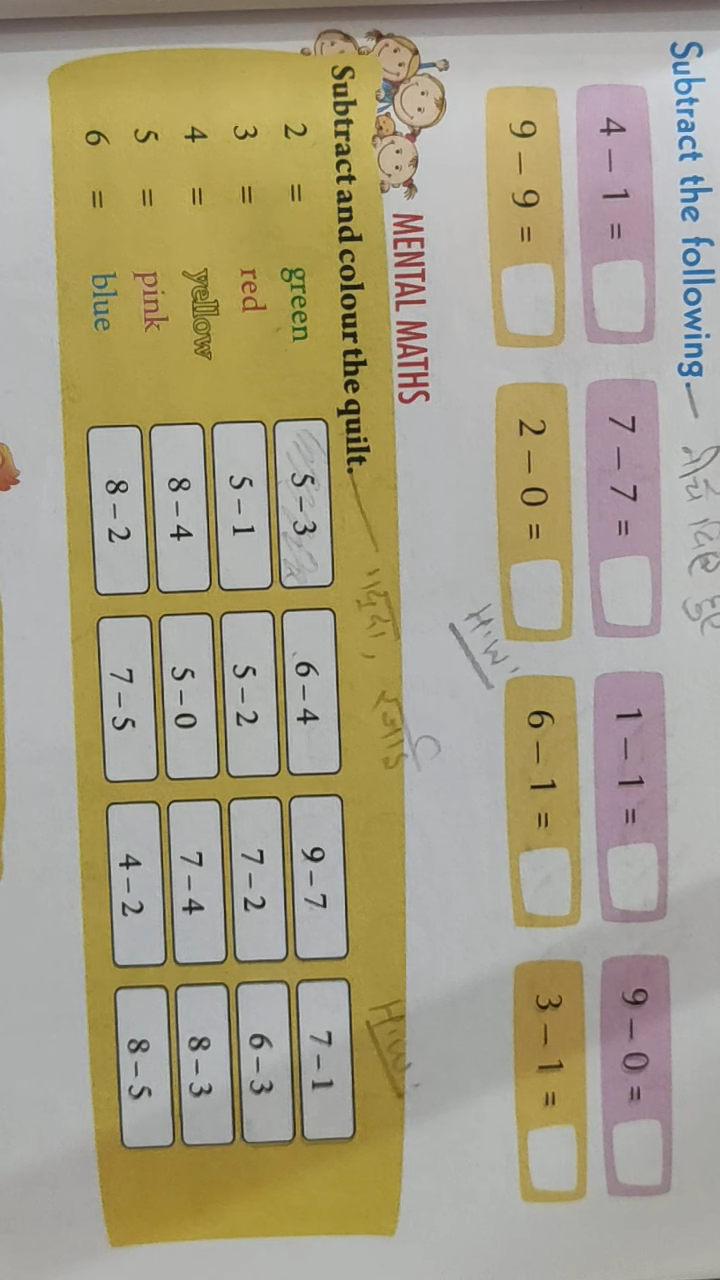 Subtract the following.
4 – 1 = 7 – 7 = 1 – 1 = 9 – 0 =
9 – 9 = 2 – 0 = 6 – 1 = 3 – 1 =
H.W.
MENTAL MATHS
Subtract and colour the quilt.
H.W.
2 = green
3 = red
4 = yellow
5 = pink
6 = blue
5 – 3 6 – 4 9 – 7 7 – 1
5 – 1 5 – 2 7 – 2 6 – 3
8 – 4 5 – 0 7 – 4 8 – 3
8 – 2 7 – 5 4 – 2 8 – 5